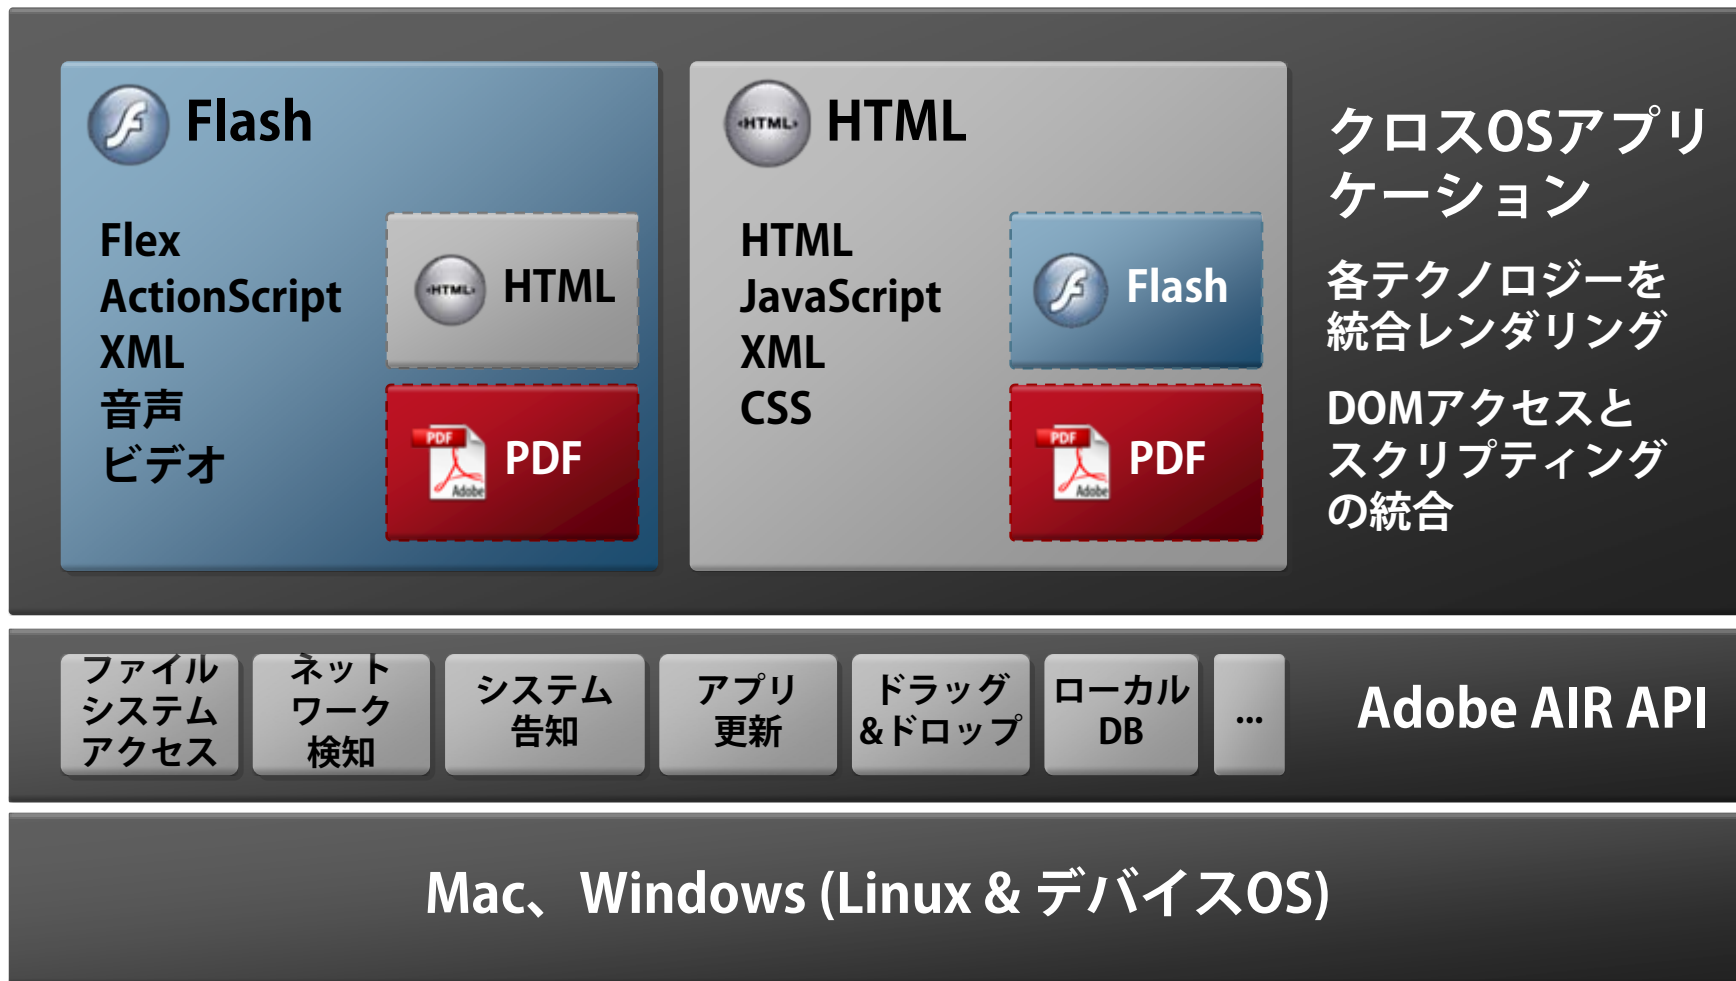 Flash
Flex
ActionScript
XML
音声
ビデオ
<HTML>
HTML
PDF
Adobe
PDF
<HTML>
HTML
HTML
JavaScript
XML
CSS
Flash
PDF
Adobe
PDF
クロスOSアプリ
ケーション
各テクノロジーを
統合レンダリング
DOMアクセスと
スクリプティング
の統合
ファイル
システム
アクセス
ネット
ワーク
検知
システム
告知
アプリ
更新
ドラッグ
&ドロップ
ローカル
DB
...
Adobe AIR API
Mac、Windows (Linux & デバイスOS)